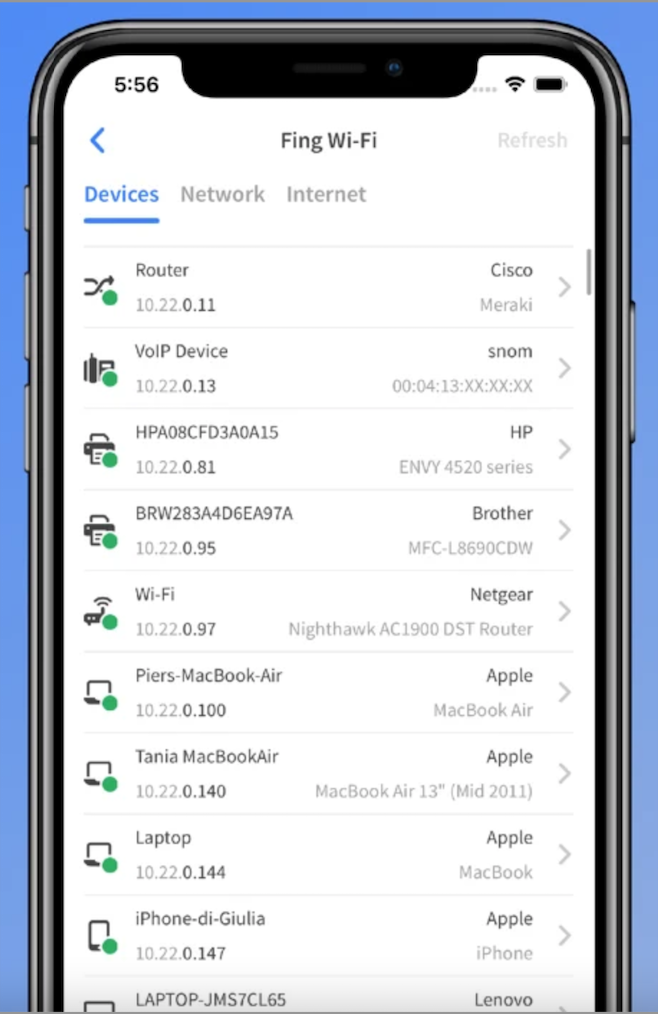 5:56
Fing Wi-Fi
Refresh
Devices Network Internet
Router Cisco
10.22.0.11 Meraki
VoIP Device snom
10.22.0.13 00:04:13:XX:XX:XX
HPA08CFD3A0A15 HP
10.22.0.81 ENVY 4520 series
BRW283A4D6EA97A Brother
10.22.0.95 MFC-L8690CDW
Wi-Fi Netgear
10.22.0.97 Nighthawk AC1900 DST Router
Piers-MacBook-Air Apple
10.22.0.100 MacBook Air
Tania MacBookAir Apple
10.22.0.140 MacBook Air 13" (Mid 2011)
Laptop Apple
10.22.0.144 MacBook
iPhone-di-Giulia Apple
10.22.0.147 iPhone
LAPTOP-JMS7CL65 Lenovo